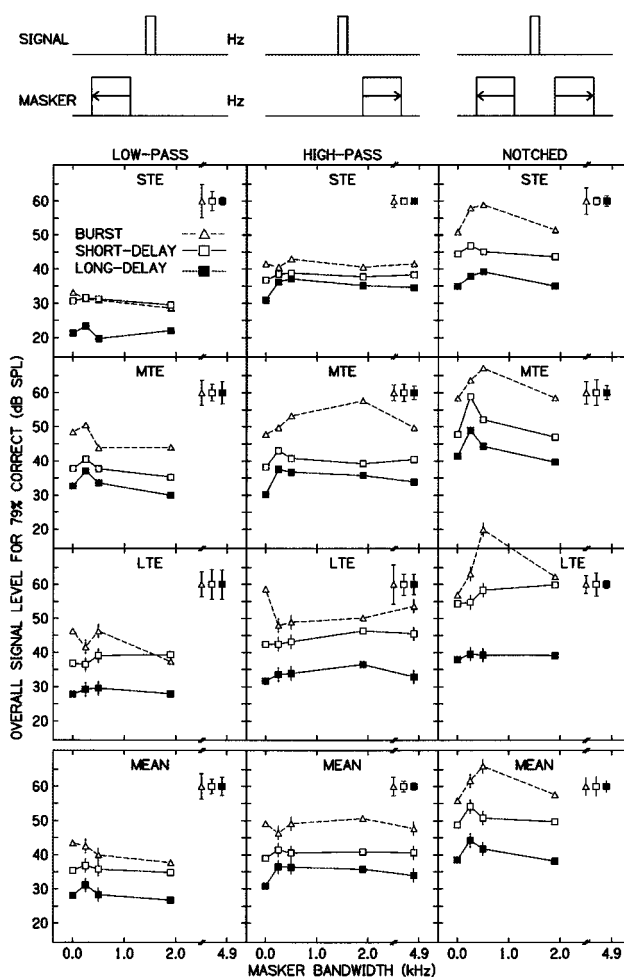 SIGNAL Hz Hz
MASKER Hz Hz
LOW-PASS HIGH-PASS NOTCHED
STE STE STE
60
BURST
50
SHORT-DELAY
40
LONG-DELAY
30
20
MTE MTE MTE
60
50
40
30
LTE LTE LTE
60
50
40
30
MEAN MEAN MEAN
60
50
40
30
20
0.0 1.0 2.0 4.9 0.0 1.0 2.0 4.9 0.0 1.0 2.0 4.9
MASKER BANDWIDTH (kHz)
OVERALL SIGNAL LEVEL FOR 79% CORRECT (dB SPL)